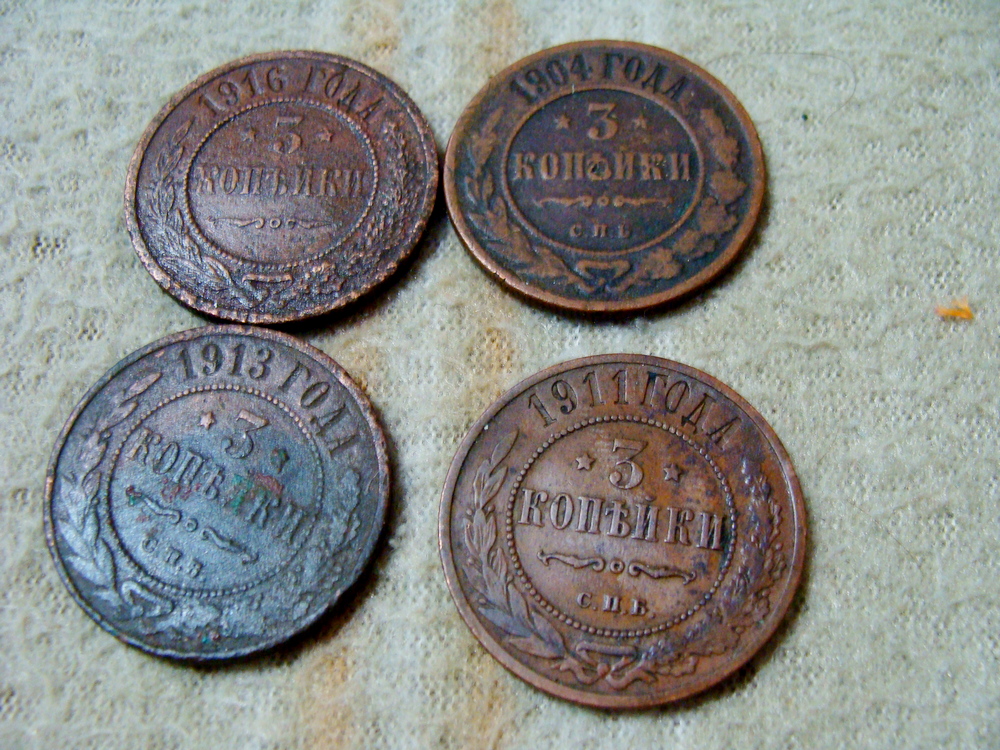 1916 ГОДА
3
КОПѢЙКИ
1904 ГОДА
3
КОПѢЙКИ
С.П.Б.
1913 ГОДА
3
КОПѢЙКИ
С.П.Б.
1911 ГОДА
3
КОПѢЙКИ
С.П.Б.